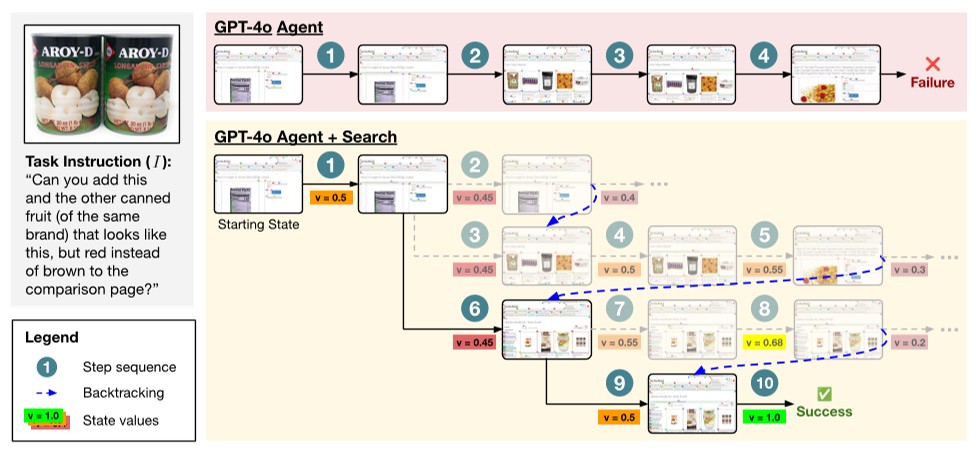 AROY-D
AROY-D
Task Instruction (I):
“Can you add this
and the other canned
fruit (of the same
brand) that looks like
this, but red instead
of brown to the
comparison page?”
Legend
1 Step sequence
Backtracking
v = 1.0 State values
GPT-4o Agent
1 2 3 4
Failure
GPT-4o Agent + Search
1 2
v = 0.5 v = 0.45 v = 0.4
Starting State
3 4 5
v = 0.45 v = 0.5 v = 0.55 v = 0.3
6 7 8
v = 0.45 v = 0.55 v = 0.68 v = 0.2
9 10
v = 0.5 v = 1.0
Success